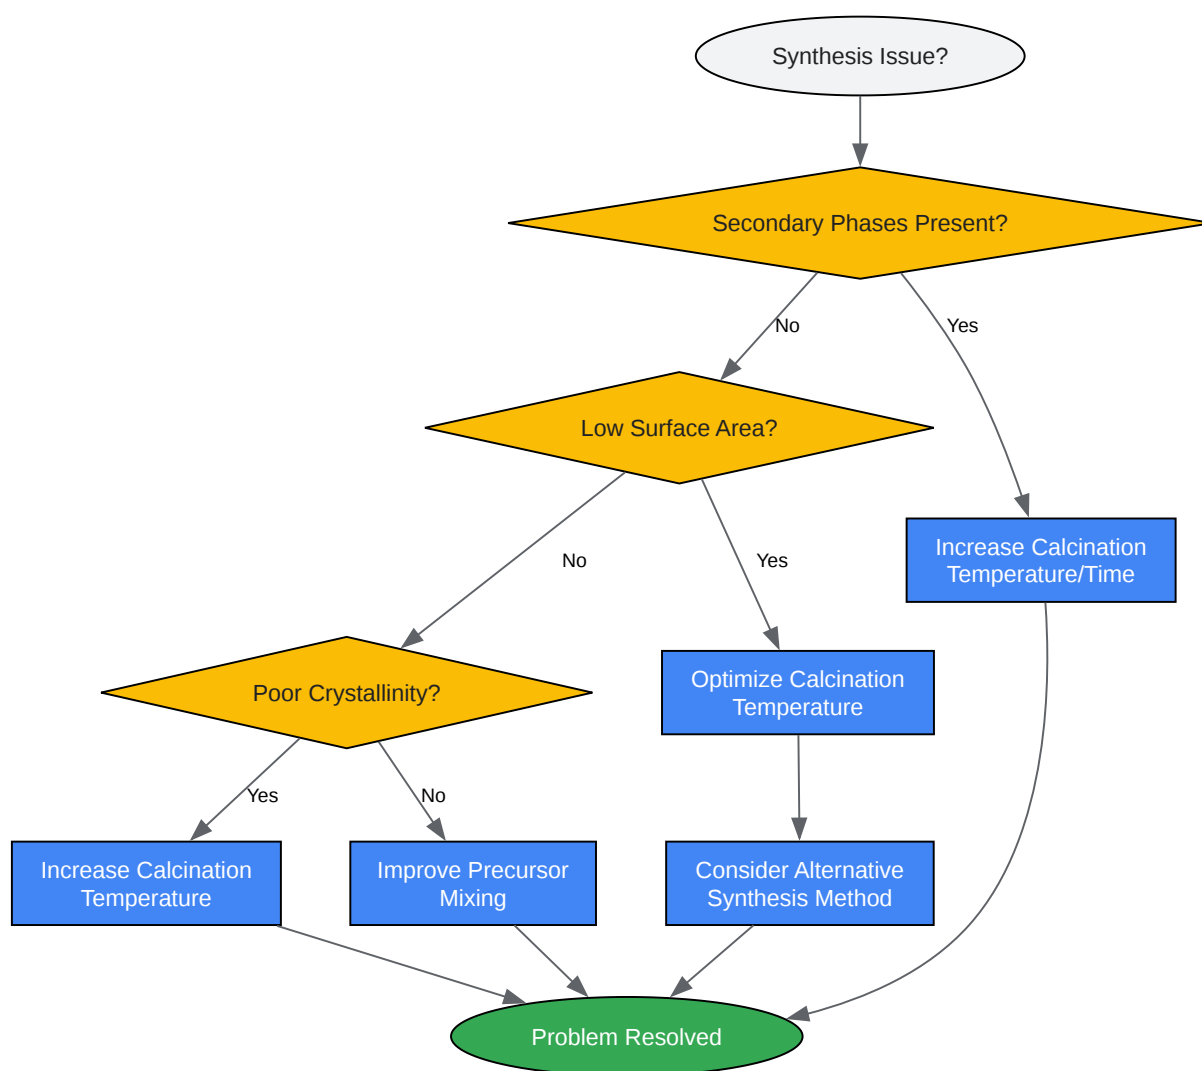 Synthesis Issue?
Secondary Phases Present?
No
Yes
Low Surface Area?
Increase Calcination
Temperature/Time
No
Yes
Poor Crystallinity?
Optimize Calcination
Temperature
Yes
No
Increase Calcination
Temperature
Improve Precursor
Mixing
Consider Alternative
Synthesis Method
Problem Resolved